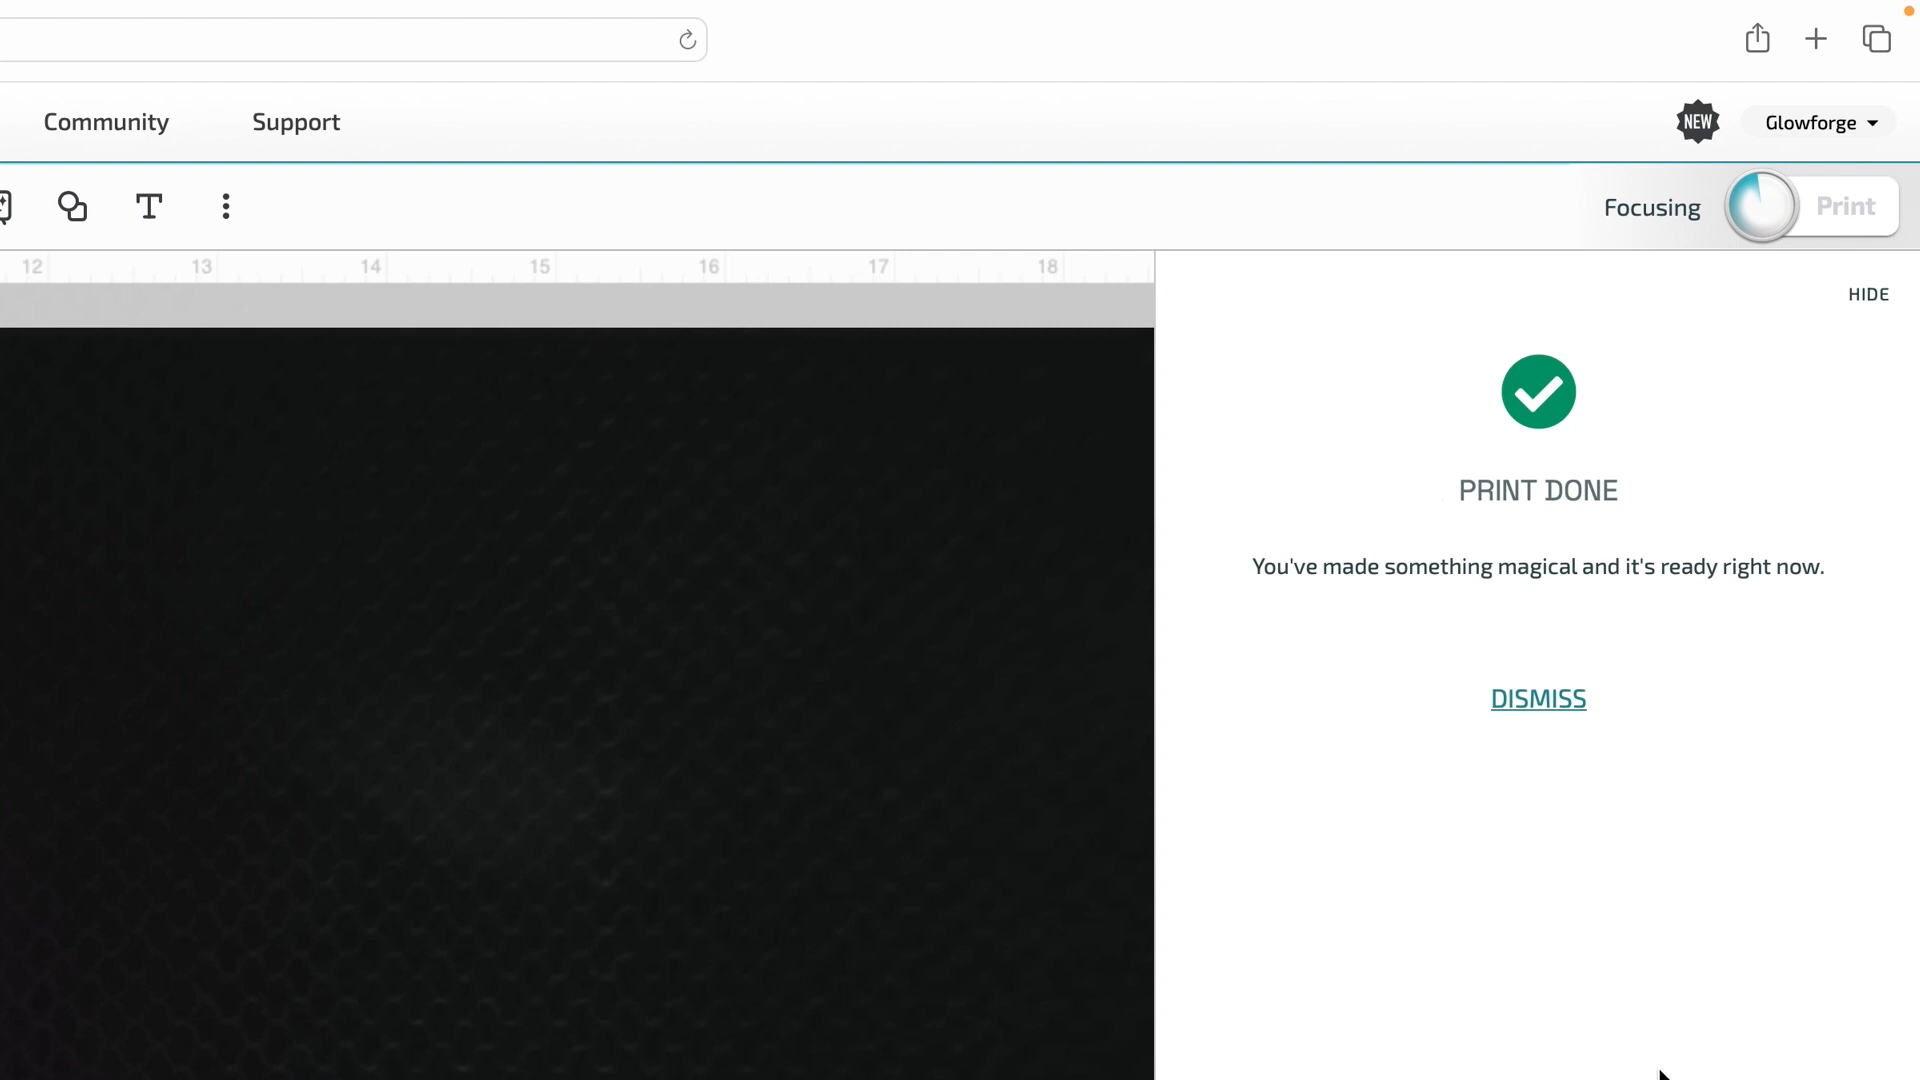 Community Support
NEW
Glowforge
Focusing
Print
12 13 14 15 16 17 18
HIDE
PRINT DONE
You've made something magical and it's ready right now.
DISMISS